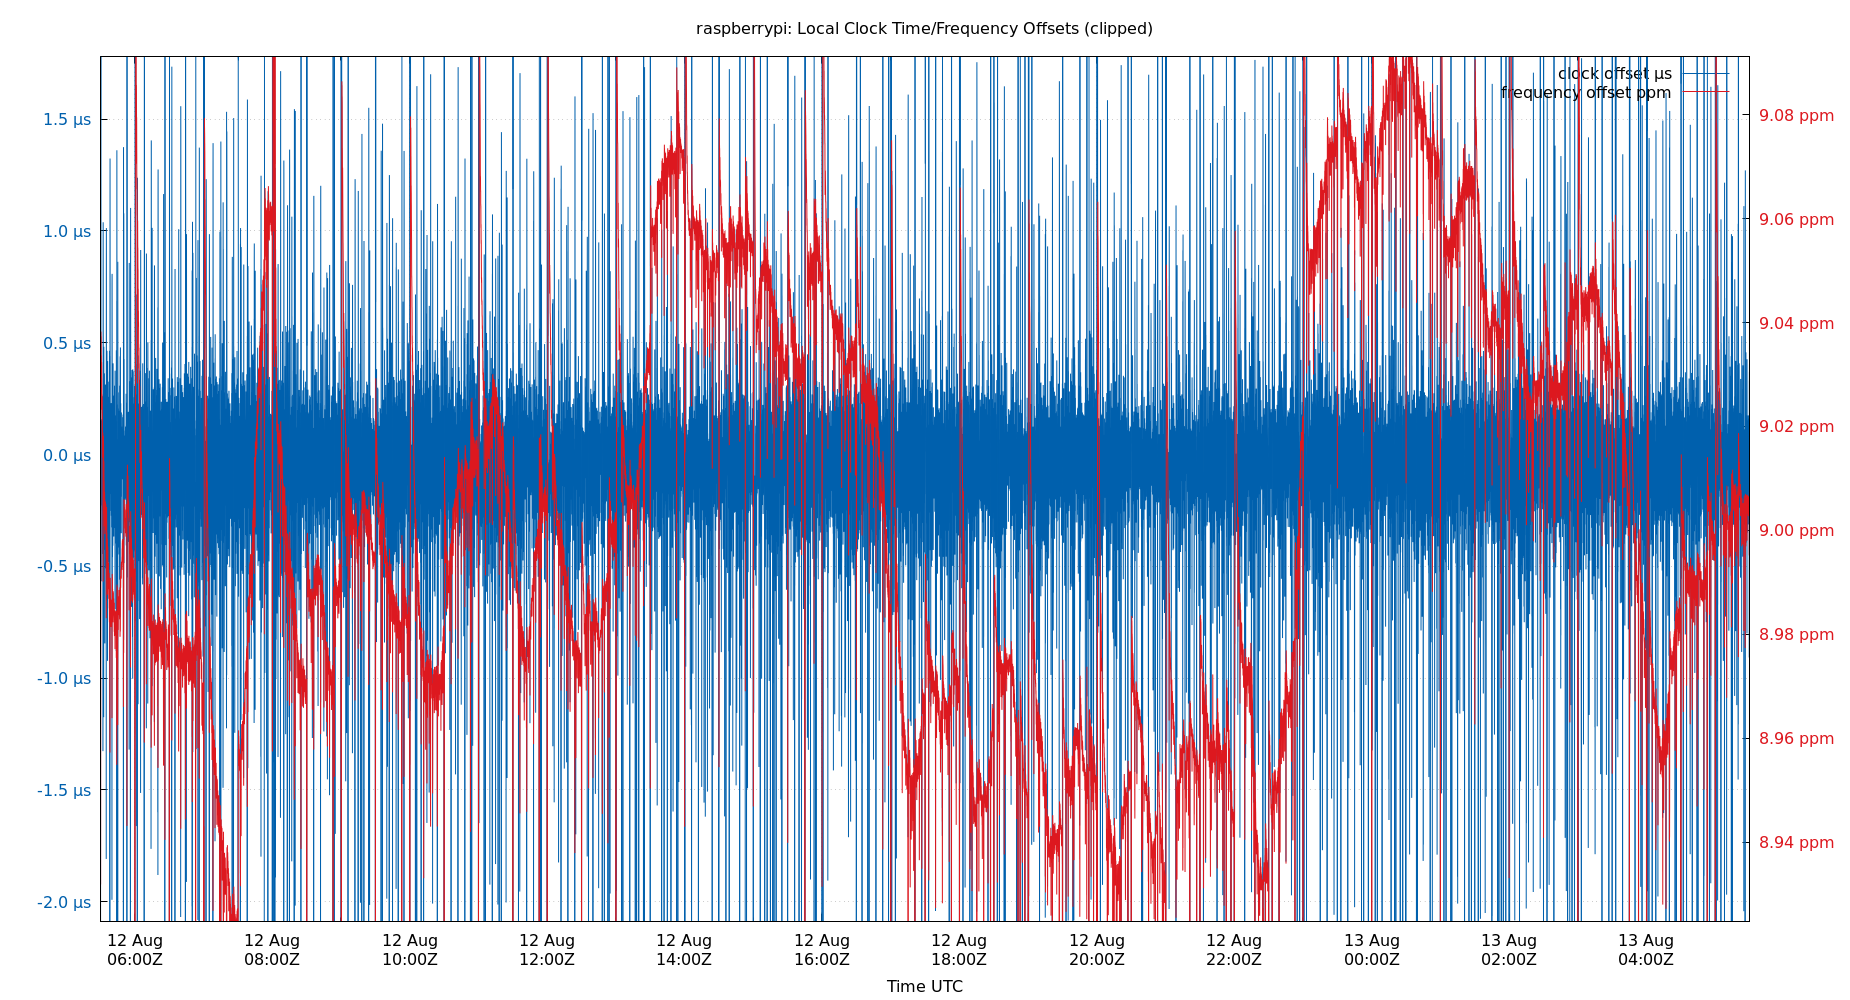 raspberrypi: Local Clock Time/Frequency Offsets (clipped)
clock offset µs
frequency offset ppm
1.5 µs
1.0 µs
0.5 µs
0.0 µs
-0.5 µs
-1.0 µs
-1.5 µs
-2.0 µs
9.08 ppm
9.06 ppm
9.04 ppm
9.02 ppm
9.00 ppm
8.98 ppm
8.96 ppm
8.94 ppm
12 Aug 12 Aug 12 Aug 12 Aug 12 Aug 12 Aug 12 Aug 12 Aug 12 Aug 13 Aug 13 Aug 13 Aug
06:00Z 08:00Z 10:00Z 12:00Z 14:00Z 16:00Z 18:00Z 20:00Z 22:00Z 00:00Z 02:00Z 04:00Z
Time UTC